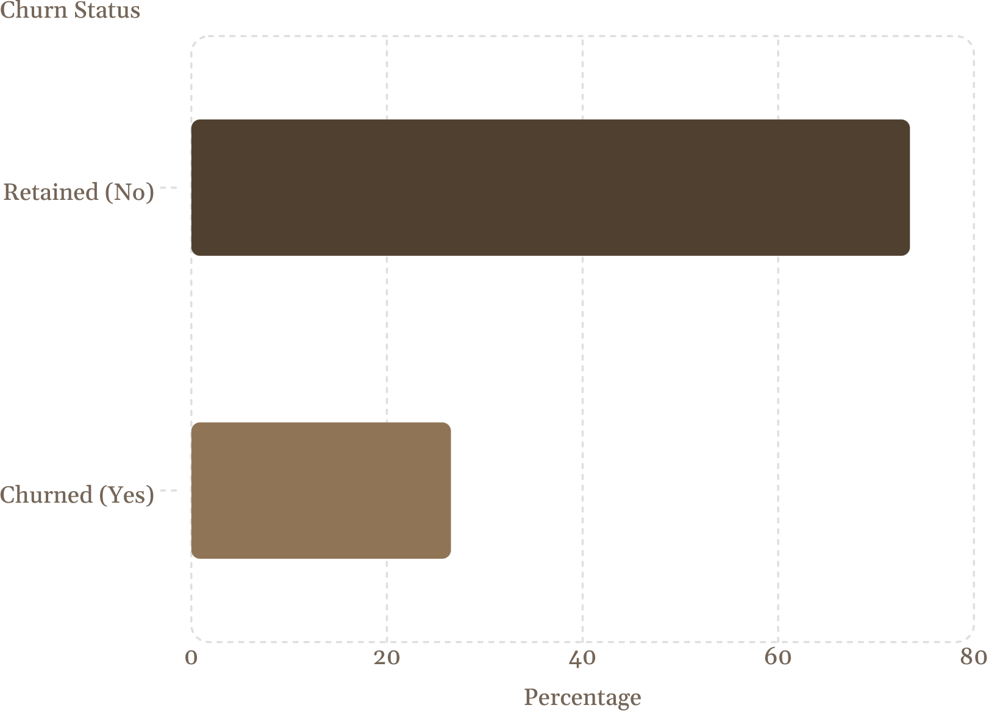 Churn Status
Retained (No)
Churned (Yes)
0 20 40 60 80
Percentage